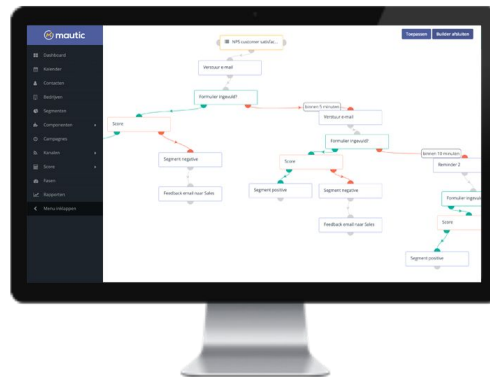 mautic
Toepassen
Builder afsluiten
NPS customer satisfac...
Dashboard
Kalender
Contacten
Bedrijven
Segmenten
Componenten
Campagnes
Kanalen
Score
Fasen
Rapporten
Menu inklappen
Verstuur e-mail
Formulier ingevuld?
Score
Segment negative
Feedback email naar Sales
binnen 5 minuten
Verstuur e-mail
Formulier ingevuld?
Score
Segment positive
Segment negative
Feedback email naar Sales
binnen 10 minuten
Reminder 2
Formulier ingevul
Score
Segment positive